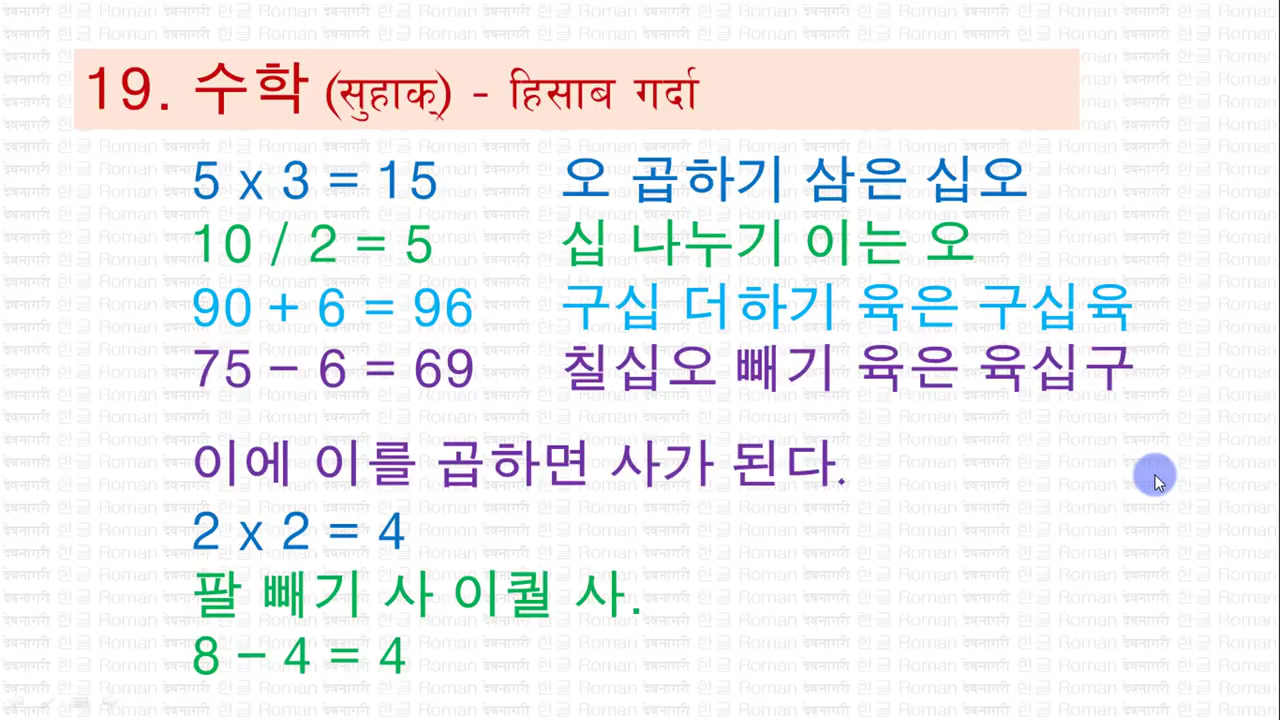 19. 수학 (सुहाक्) - हिसाब गर्दा
5 x 3 = 15 오 곱하기 삼은 십오
10 / 2 = 5 십 나누기 이는 오
90 + 6 = 96 구십 더하기 육은 구십육
75 – 6 = 69 칠십오 빼기 육은 육십구
이에 이를 곱하면 사가 된다.
2 x 2 = 4
팔 빼기 사 이퀄 사.
8 – 4 = 4